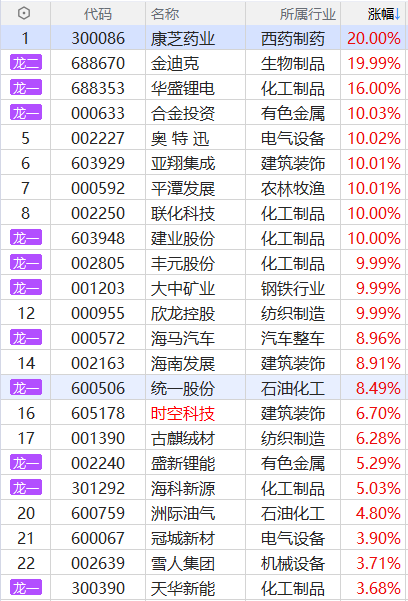 代码 名称 所属行业 涨幅↓
1 300086 康芝药业 西药制药 20.00%
龙二 688670 金迪克 生物制品 19.99%
龙一 688353 华盛锂电 化工制品 16.00%
龙一 000633 合金投资 有色金属 10.03%
5 002227 奥 特 迅 电气设备 10.02%
6 603929 亚翔集成 建筑装饰 10.01%
7 000592 平潭发展 农林牧渔 10.01%
8 002250 联化科技 化工制品 10.00%
龙一 603948 建业股份 化工制品 10.00%
龙一 002805 丰元股份 化工制品 9.99%
龙一 001203 大中矿业 钢铁行业 9.99%
12 000955 欣龙控股 纺织制造 9.99%
龙一 000572 海马汽车 汽车整车 8.96%
14 002163 海南发展 建筑装饰 8.91%
龙一 600506 统一股份 石油化工 8.49%
16 605178 时空科技 建筑装饰 6.70%
17 001390 古麒绒材 纺织制造 6.28%
龙一 002240 盛新锂能 有色金属 5.29%
龙一 301292 海科新源 化工制品 5.03%
20 600759 洲际油气 石油化工 4.80%
21 600067 冠城新材 电气设备 3.90%
22 002639 雪人集团 机械设备 3.71%
龙一 300390 天华新能 化工制品 3.68%